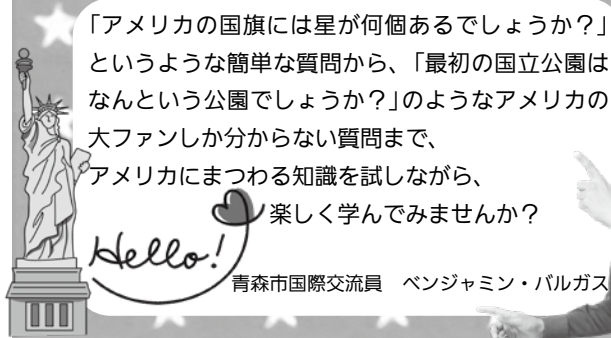 「アメリカの国旗には星が何個あるでしょうか？」
というような簡単な質問から、「最初の国立公園は
なんという公園でしょうか？」のようなアメリカの
大ファンしか分からない質問まで、
アメリカにまつわる知識を試しながら、
楽しく学んでみませんか？
Hello!
青森市国際交流員　ベンジャミン・バルガス